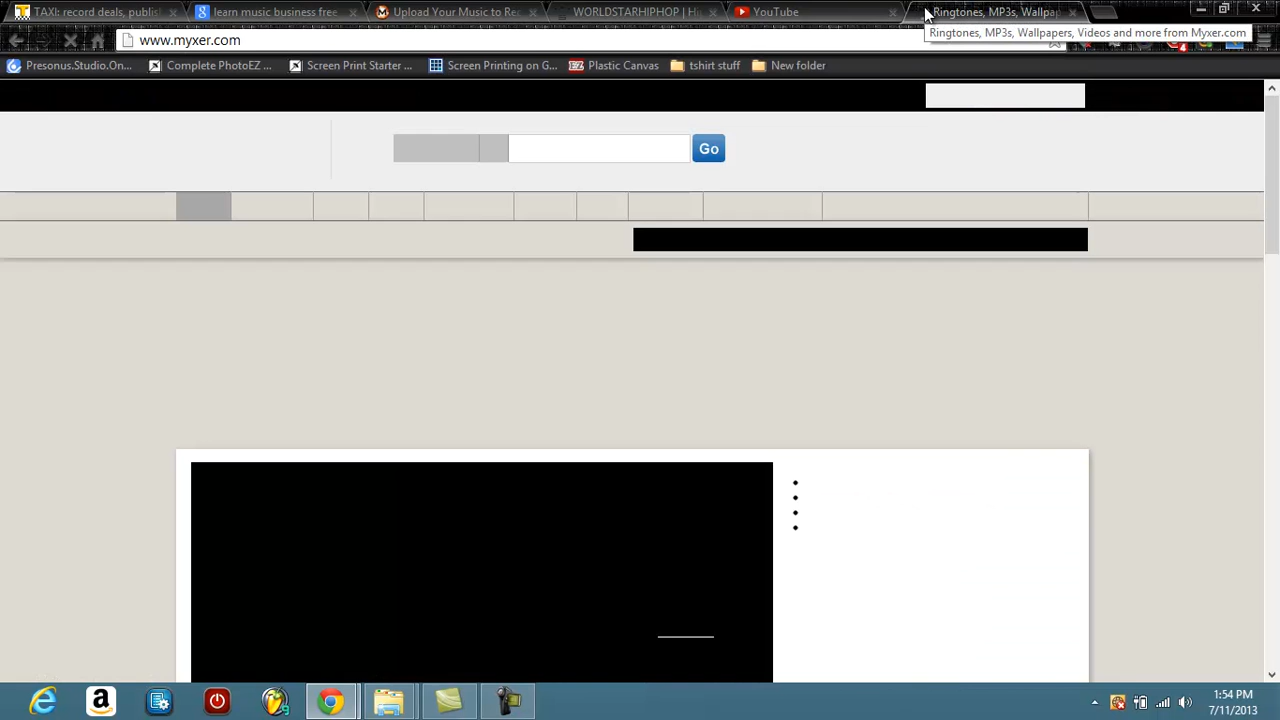 TAXI: record deals, publis
learn music business free
Upload Your Music to Re
WORLDSTARHIPHOP | H
YouTube
Ringtones, MP3s, Wallpap
www.myxer.com
Ringtones, MP3s, Wallpapers, Videos and more from Myxer.com
Presonus.Studio.On...
Complete PhotoEZ ...
Screen Print Starter ...
Screen Printing on G...
EZ
Plastic Canvas
tshirt stuff
New folder
Go
1:54 PM
7/11/2013